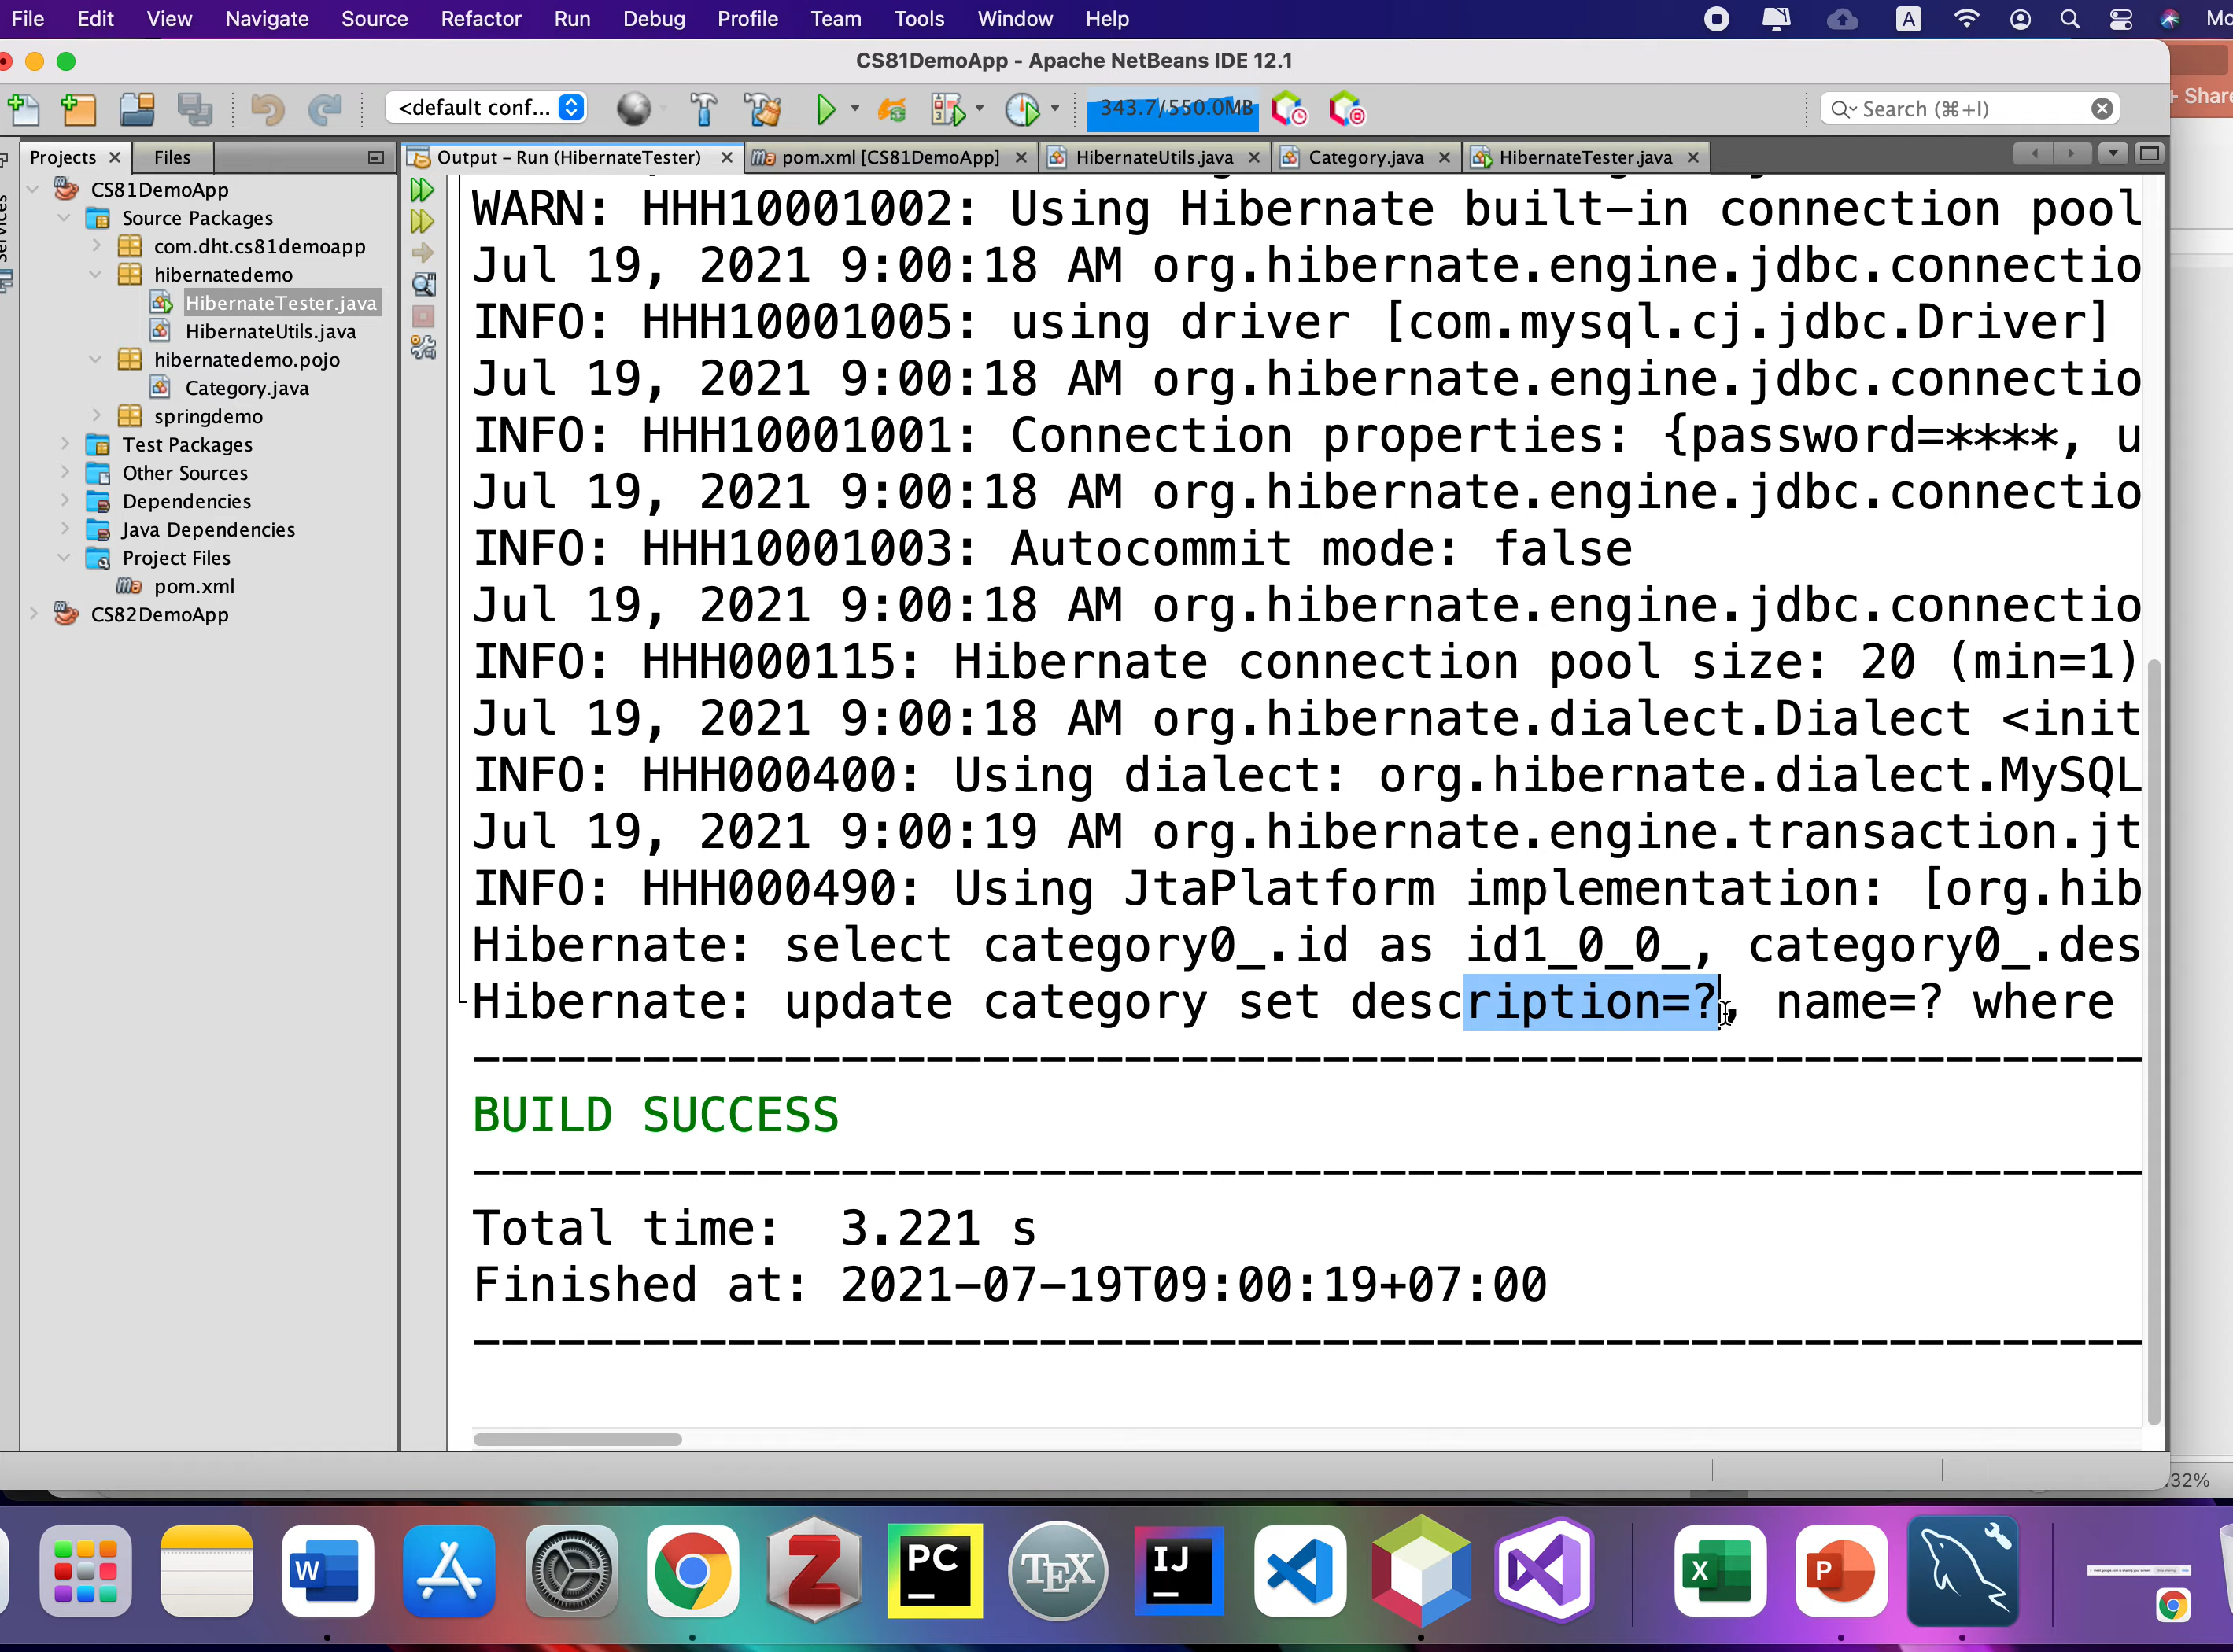 File Edit View Navigate Source Refactor Run Debug Profile Team Tools Window Help A
CS81DemoApp - Apache NetBeans IDE 12.1
<default conf... 343.7/550.0MB Search (⌘+I)
Share
Projects Files
Services
CS81DemoApp
Source Packages
com.dht.cs81demoapp
hibernatedemo
HibernateTester.java
HibernateUtils.java
hibernatedemo.pojo
Category.java
springdemo
Test Packages
Other Sources
Dependencies
Java Dependencies
Project Files
pom.xml
CS82DemoApp
Output - Run (HibernateTester) pom.xml [CS81DemoApp] HibernateUtils.java Category.java HibernateTester.java
WARN: HHH10001002: Using Hibernate built-in connection pool
Jul 19, 2021 9:00:18 AM org.hibernate.engine.jdbc.connectio
INFO: HHH10001005: using driver [com.mysql.cj.jdbc.Driver]
Jul 19, 2021 9:00:18 AM org.hibernate.engine.jdbc.connectio
INFO: HHH10001001: Connection properties: {password=****, u
Jul 19, 2021 9:00:18 AM org.hibernate.engine.jdbc.connectio
INFO: HHH10001003: Autocommit mode: false
Jul 19, 2021 9:00:18 AM org.hibernate.engine.jdbc.connectio
INFO: HHH000115: Hibernate connection pool size: 20 (min=1)
Jul 19, 2021 9:00:18 AM org.hibernate.dialect.Dialect <init
INFO: HHH000400: Using dialect: org.hibernate.dialect.MySQL
Jul 19, 2021 9:00:19 AM org.hibernate.engine.transaction.jt
INFO: HHH000490: Using JtaPlatform implementation: [org.hib
Hibernate: select category0_.id as id1_0_0_, category0_.des
Hibernate: update category set description=?, name=? where
------------------------------------------------------------
BUILD SUCCESS
------------------------------------------------------------
Total time:  3.221 s
Finished at: 2021-07-19T09:00:19+07:00
------------------------------------------------------------
32%
W Z PC TEX IJ X P